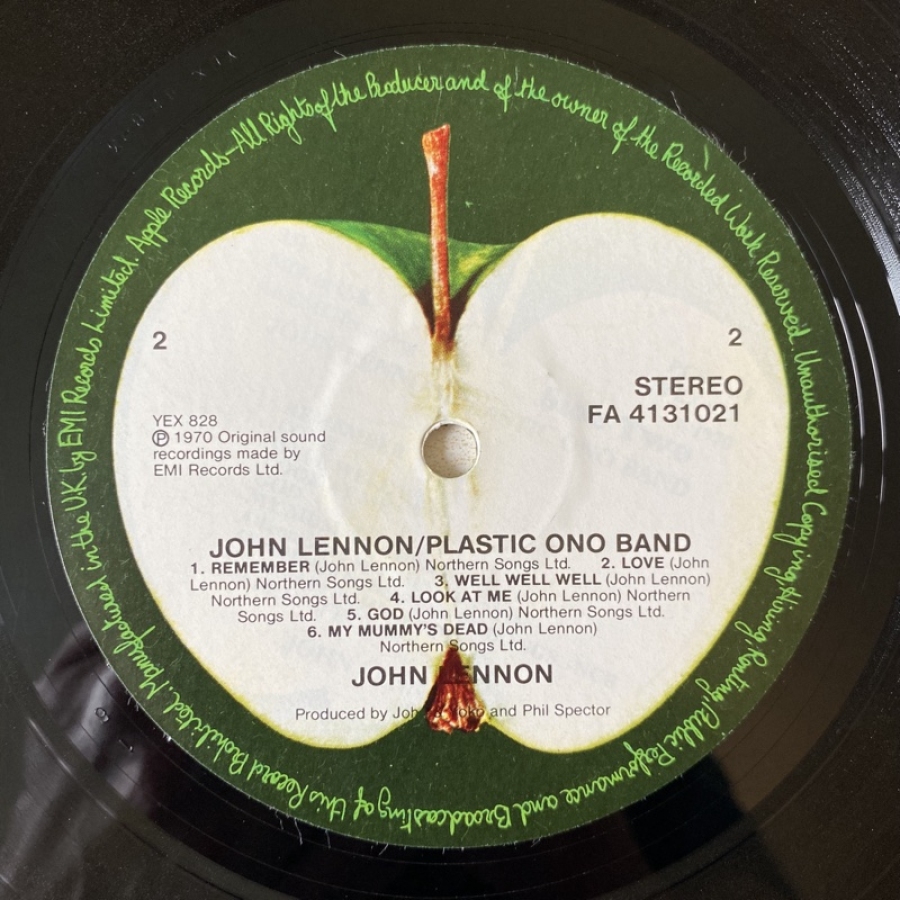 Manufactured in the U.K. by EMI Records Limited. Apple Records–All Rights of the Producer and of the owner of the Recorded Work Reserved. Unauthorised Copying, Hiring, Renting, Public Performance and Broadcasting of this Record Prohibited.
2
2
STEREO
FA 4131021
YEX 828
℗ 1970 Original sound
recordings made by
EMI Records Ltd.
JOHN LENNON/PLASTIC ONO BAND
1. REMEMBER (John Lennon) Northern Songs Ltd. 2. LOVE (John
Lennon) Northern Songs Ltd. 3. WELL WELL WELL (John Lennon)
Northern Songs Ltd. 4. LOOK AT ME (John Lennon) Northern
Songs Ltd. 5. GOD (John Lennon) Northern Songs Ltd.
6. MY MUMMY'S DEAD (John Lennon)
Northern Songs Ltd.
JOHN LENNON
Produced by John & Yoko and Phil Spector